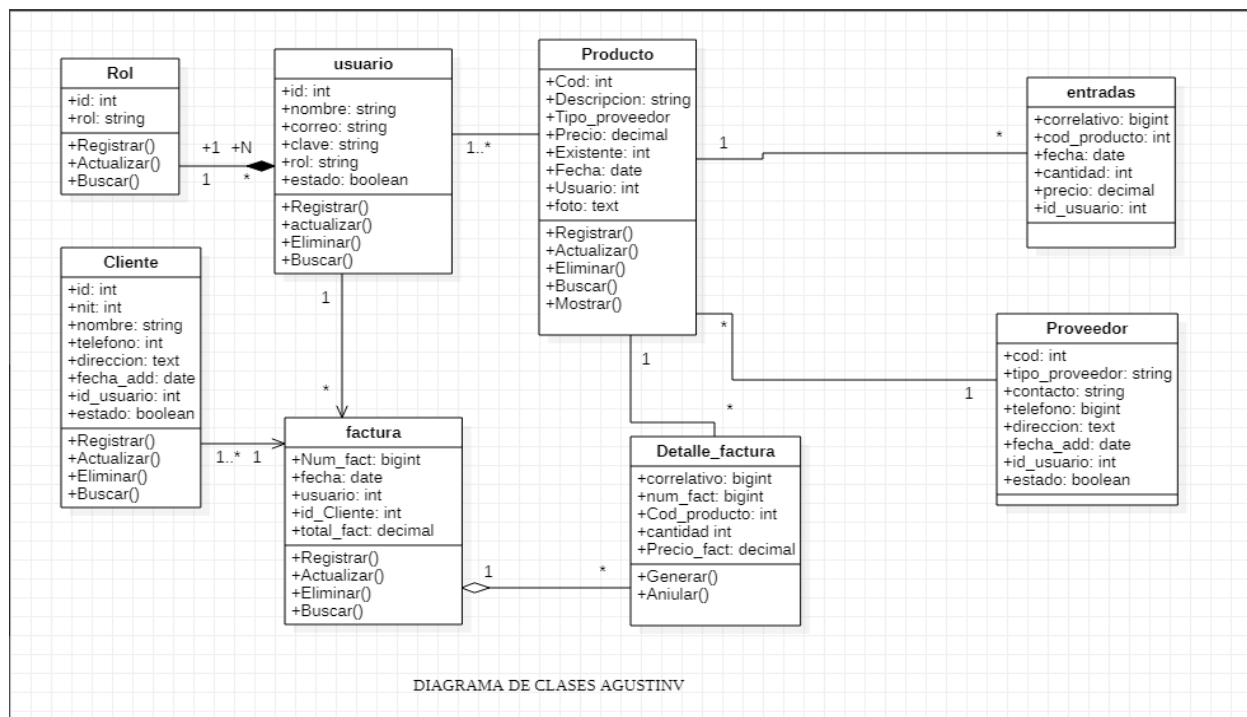 Rol
+id: int
+rol: string
+Registrar()
+Actualizar()
+Buscar()
+1 +N
1 *
usuario
+id: int
+nombre: string
+correo: string
+clave: string
+rol: string
+estado: boolean
+Registrar()
+actualizar()
+Eliminar()
+Buscar()
1..*
Producto
+Cod: int
+Descripcion: string
+Tipo_proveedor
+Precio: decimal
+Existente: int
+Fecha: date
+Usuario: int
+foto: text
+Registrar()
+Actualizar()
+Eliminar()
+Buscar()
+Mostrar()
1
*
entradas
+correlativo: bigint
+cod_producto: int
+fecha: date
+cantidad: int
+precio: decimal
+id_usuario: int
Cliente
+id: int
+nit: int
+nombre: string
+telefono: int
+direccion: text
+fecha_add: date
+id_usuario: int
+estado: boolean
+Registrar()
+Actualizar()
+Eliminar()
+Buscar()
1..* 1
1
*
factura
+Num_fact: bigint
+fecha: date
+usuario: int
+id_Cliente: int
+total_fact: decimal
+Registrar()
+Actualizar()
+Eliminar()
+Buscar()
1
*
1
*
Detalle_factura
+correlativo: bigint
+num_fact: bigint
+Cod_producto: int
+cantidad int
+Precio_fact: decimal
+Generar()
+Aniular()
*
1
Proveedor
+cod: int
+tipo_proveedor: string
+contacto: string
+telefono: bigint
+direccion: text
+fecha_add: date
+id_usuario: int
+estado: boolean
DIAGRAMA DE CLASES AGUSTINV